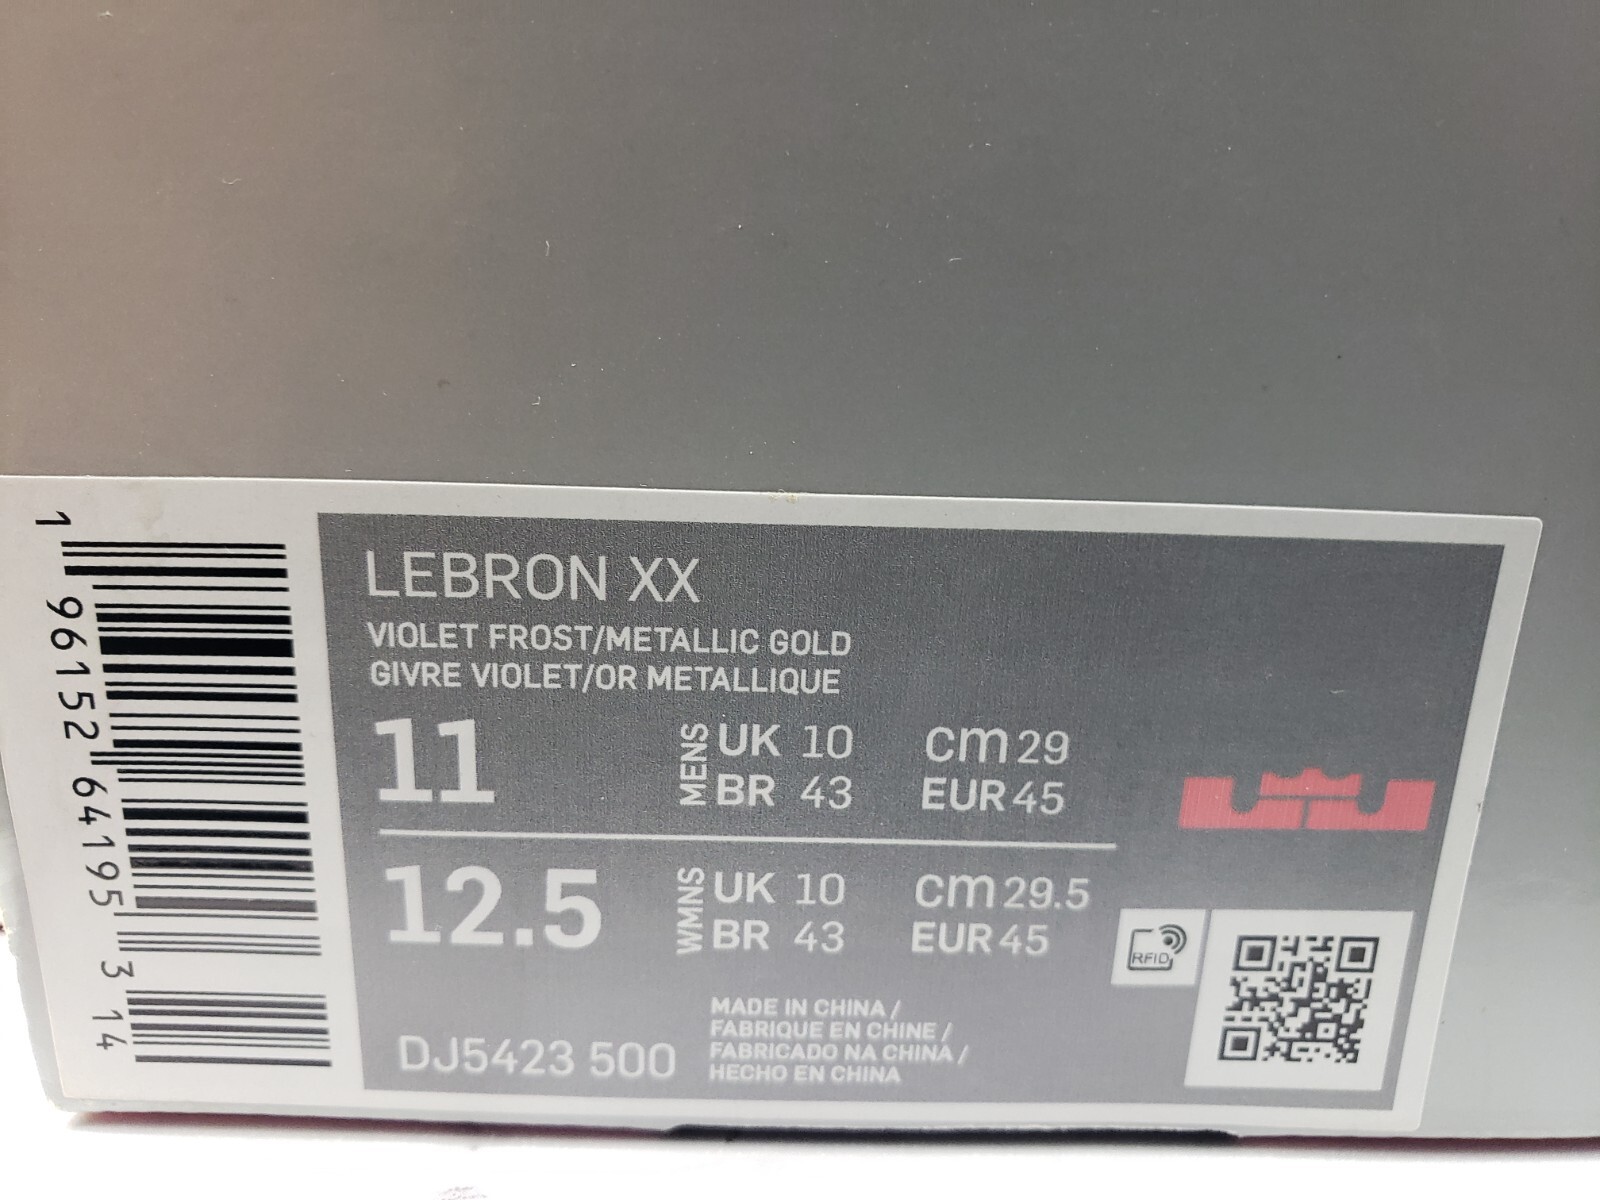 1 96152 64195 3 14
LEBRON XX
VIOLET FROST/METALLIC GOLD
GIVRE VIOLET/OR METALLIQUE
11 MENS UK 10 cm 29
BR 43 EUR 45
12.5 WMNS UK 10 cm 29.5
BR 43 EUR 45
RFID
DJ5423 500
MADE IN CHINA /
FABRIQUE EN CHINE /
FABRICADO NA CHINA /
HECHO EN CHINA